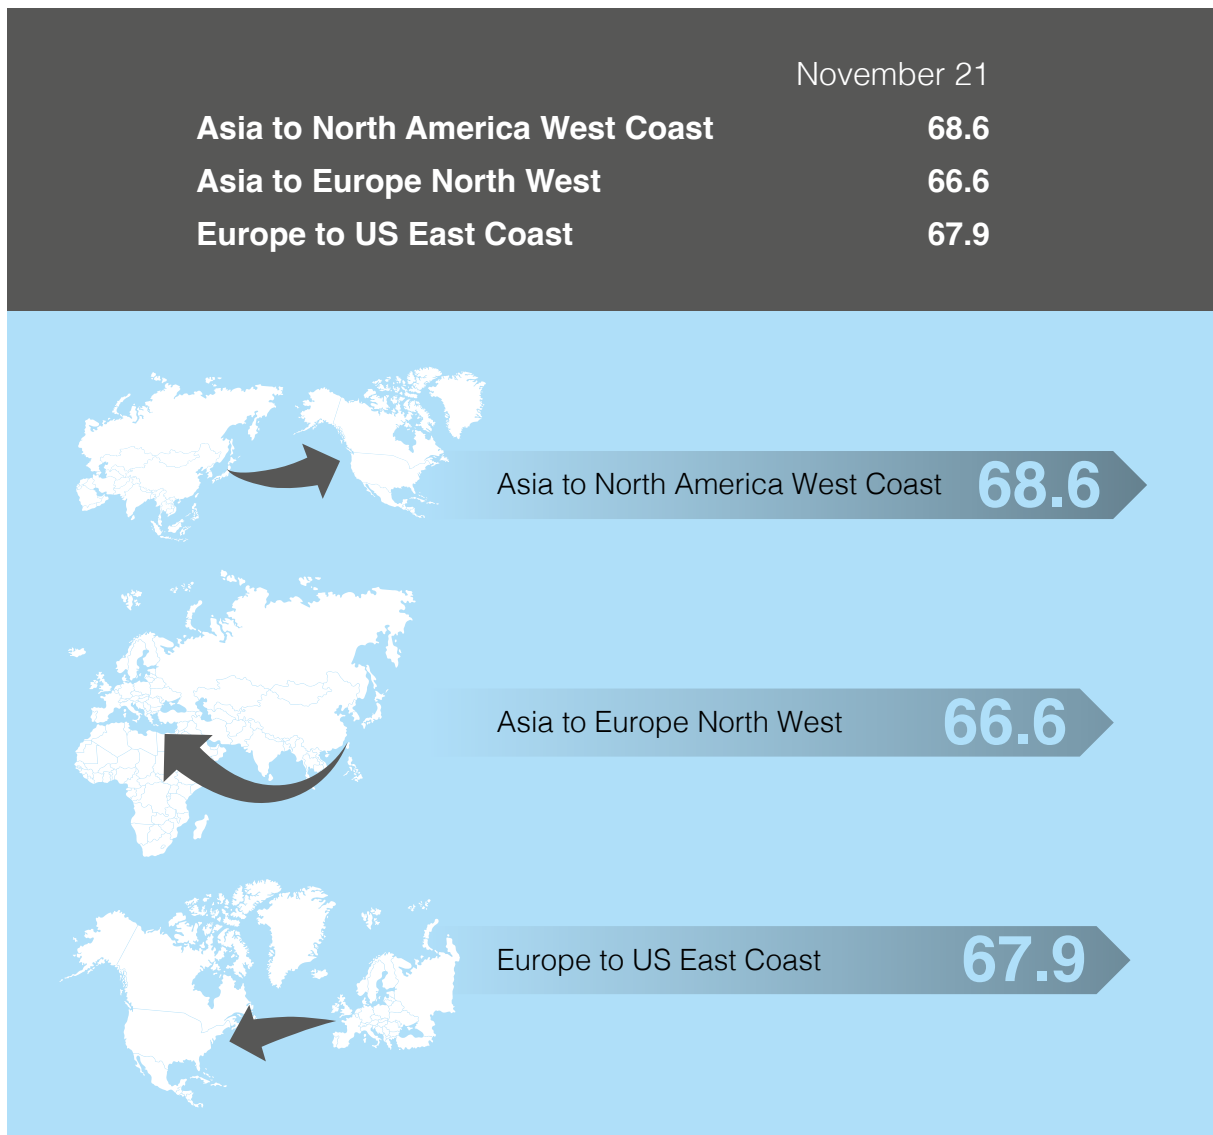 November 21
Asia to North America West Coast 68.6
Asia to Europe North West 66.6
Europe to US East Coast 67.9
Asia to North America West Coast 68.6
Asia to Europe North West 66.6
Europe to US East Coast 67.9